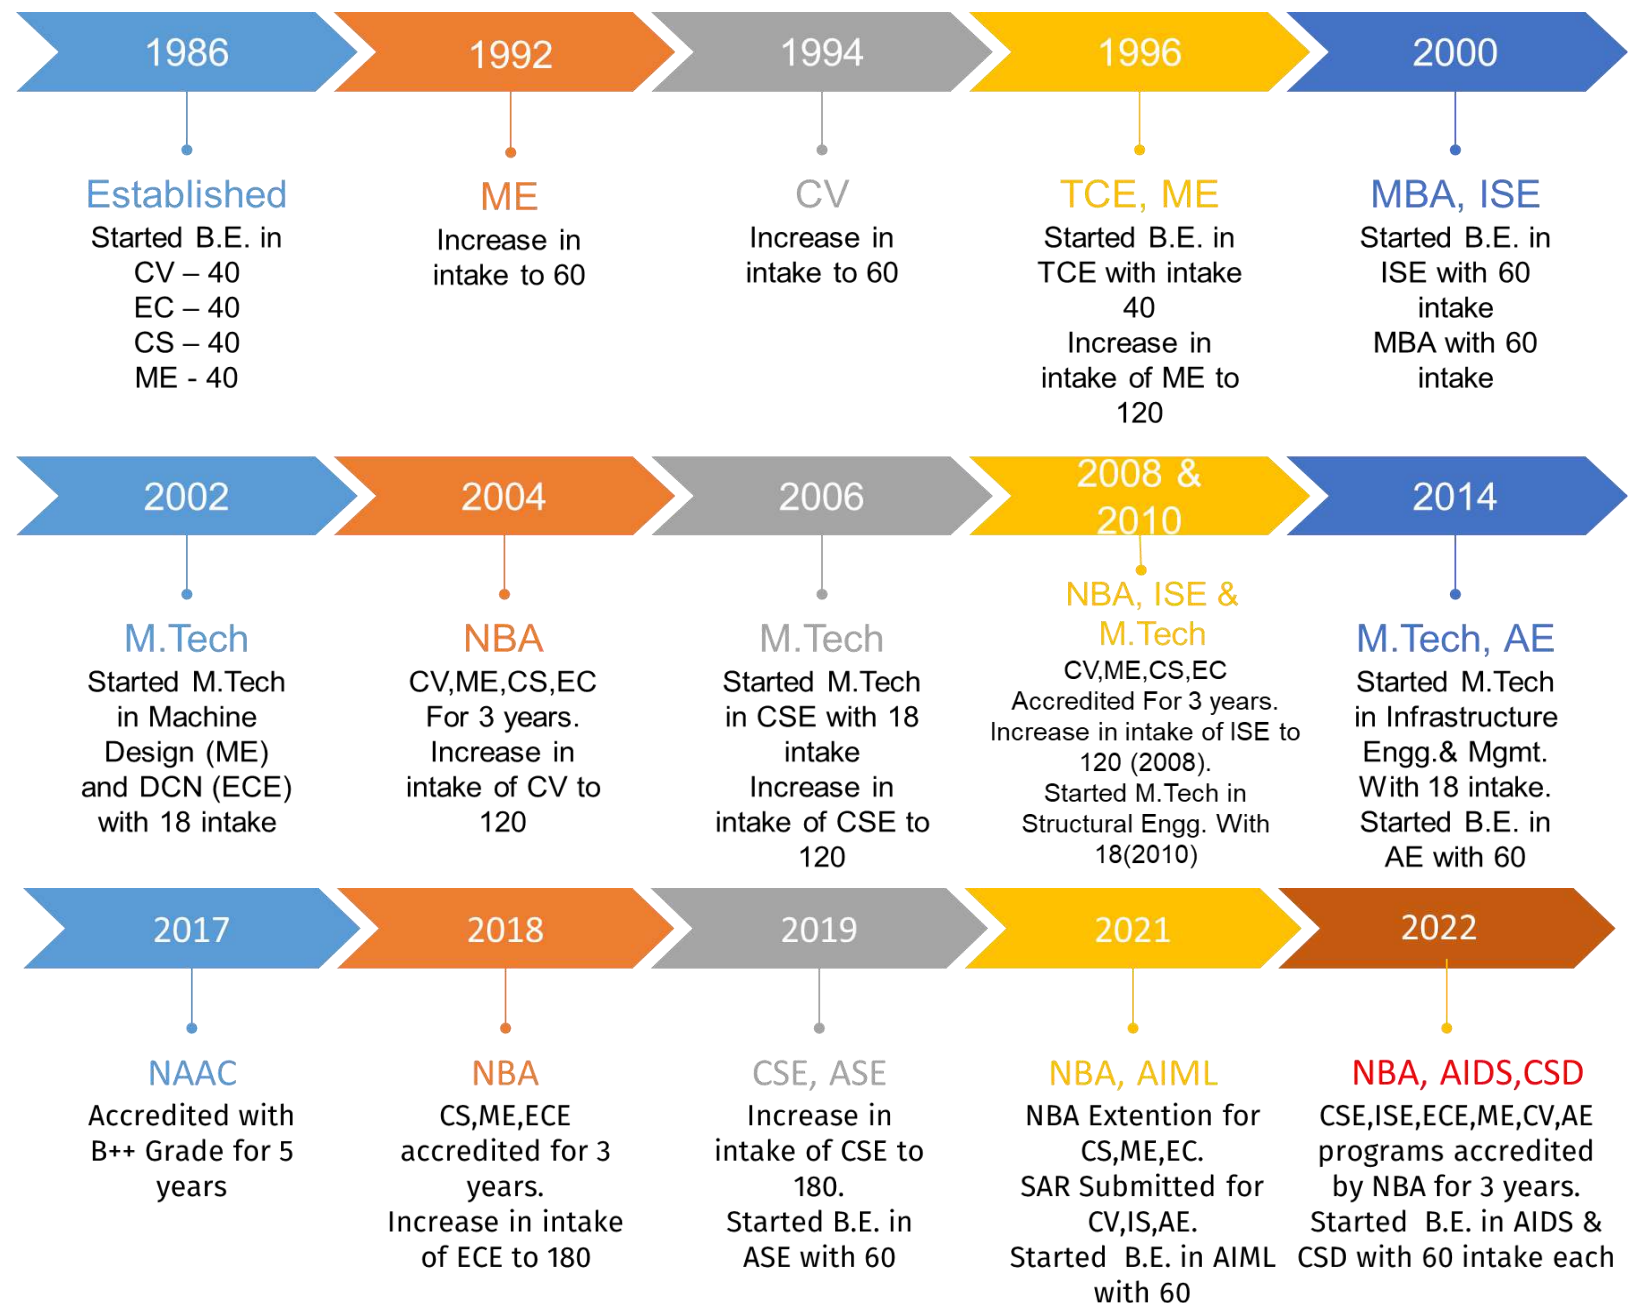 1986
Established
Started B.E. in
CV – 40
EC – 40
CS – 40
ME - 40
1992
ME
Increase in
intake to 60
1994
CV
Increase in
intake to 60
1996
TCE, ME
Started B.E. in
TCE with intake
40
Increase in
intake of ME to
120
2000
MBA, ISE
Started B.E. in
ISE with 60
intake
MBA with 60
intake
2002
M.Tech
Started M.Tech
in Machine
Design (ME)
and DCN (ECE)
with 18 intake
2004
NBA
CV,ME,CS,EC
For 3 years.
Increase in
intake of CV to
120
2006
M.Tech
Started M.Tech
in CSE with 18
intake
Increase in
intake of CSE to
120
2008 &
2010
NBA, ISE &
M.Tech
CV,ME,CS,EC
Accredited For 3 years.
Increase in intake of ISE to
120 (2008).
Started M.Tech in
Structural Engg. With
18(2010)
2014
M.Tech, AE
Started M.Tech
in Infrastructure
Engg.& Mgmt.
With 18 intake.
Started B.E. in
AE with 60
2017
NAAC
Accredited with
B++ Grade for 5
years
2018
NBA
CS,ME,ECE
accredited for 3
years.
Increase in intake
of ECE to 180
2019
CSE, ASE
Increase in
intake of CSE to
180.
Started B.E. in
ASE with 60
2021
NBA, AIML
NBA Extention for
CS,ME,EC.
SAR Submitted for
CV,IS,AE.
Started B.E. in AIML
with 60
2022
NBA, AIDS,CSD
CSE,ISE,ECE,ME,CV,AE
programs accredited
by NBA for 3 years.
Started B.E. in AIDS &
CSD with 60 intake each